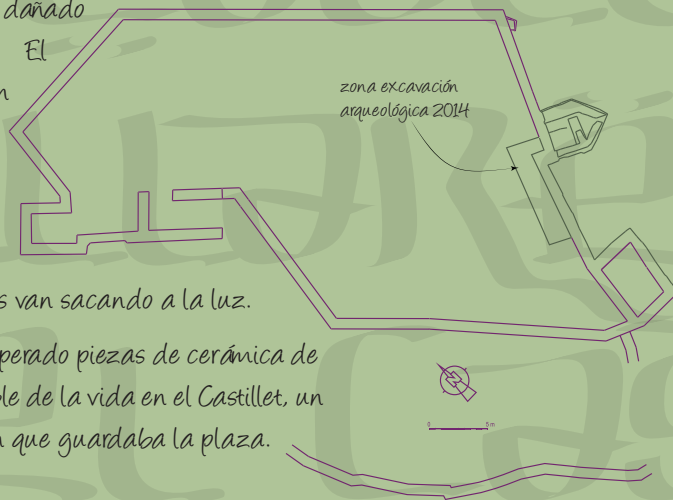 dañado
El
n
zona excavación
arqueológica 2014
s van sacando a la luz.
perado piezas de cerámica de
le de la vida en el Castillet, un
n que guardaba la plaza.
0 5 m